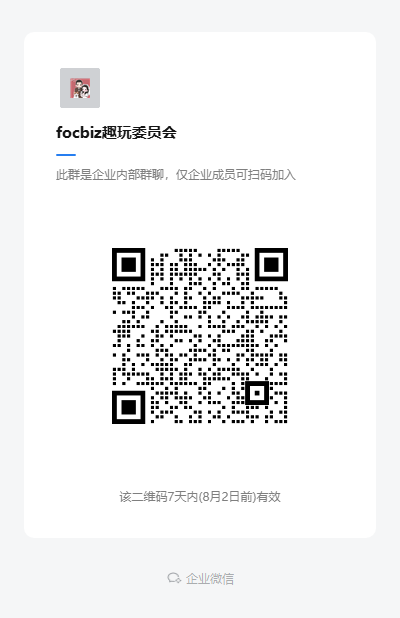 focbiz趣玩委员会
此群是企业内部群聊，仅企业成员可扫码加入
该二维码7天内(8月2日前)有效
企业微信